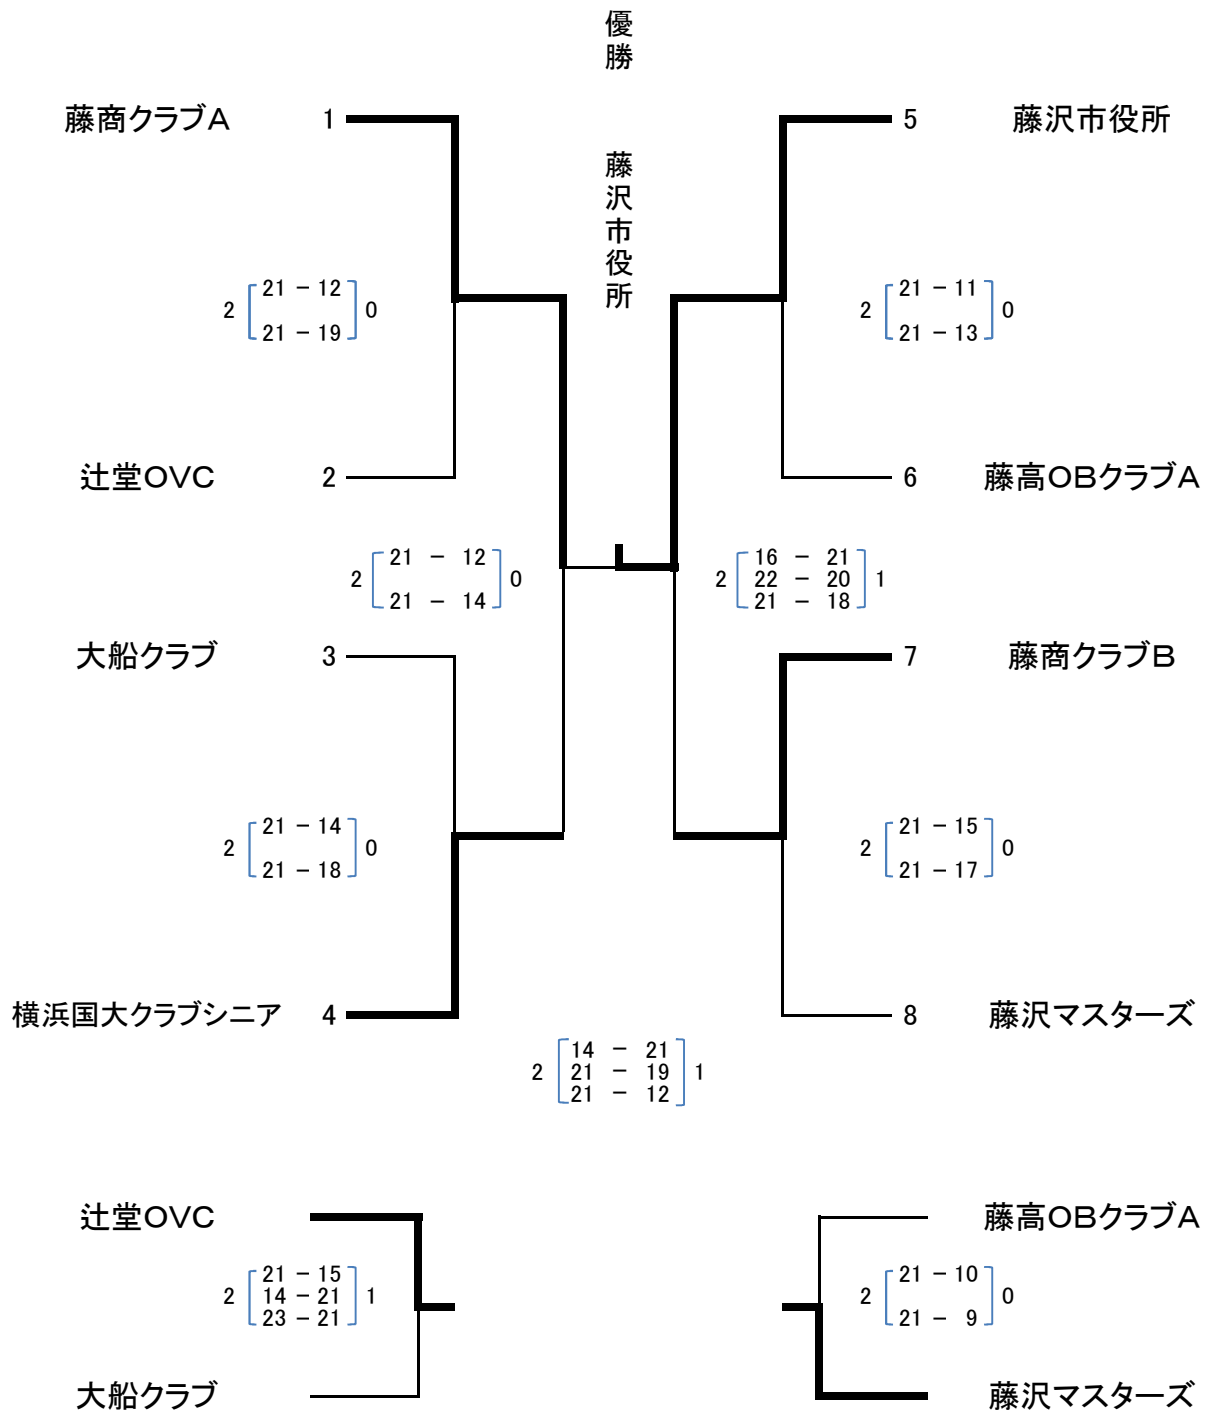 優勝
藤沢市役所
藤商クラブA 1
5 藤沢市役所
2 21 - 12 0
21 - 19
2 21 - 11 0
21 - 13
辻堂OVC 2
6 藤高OBクラブA
2 21 - 12 0
21 - 14
2 16 - 21 1
22 - 20
21 - 18
大船クラブ 3
7 藤商クラブB
2 21 - 14 0
21 - 18
2 21 - 15 0
21 - 17
横浜国大クラブシニア 4
8 藤沢マスターズ
2 14 - 21 1
21 - 19
21 - 12
辻堂OVC
藤高OBクラブA
2 21 - 15 1
14 - 21
23 - 21
2 21 - 10 0
21 - 9
大船クラブ
藤沢マスターズ